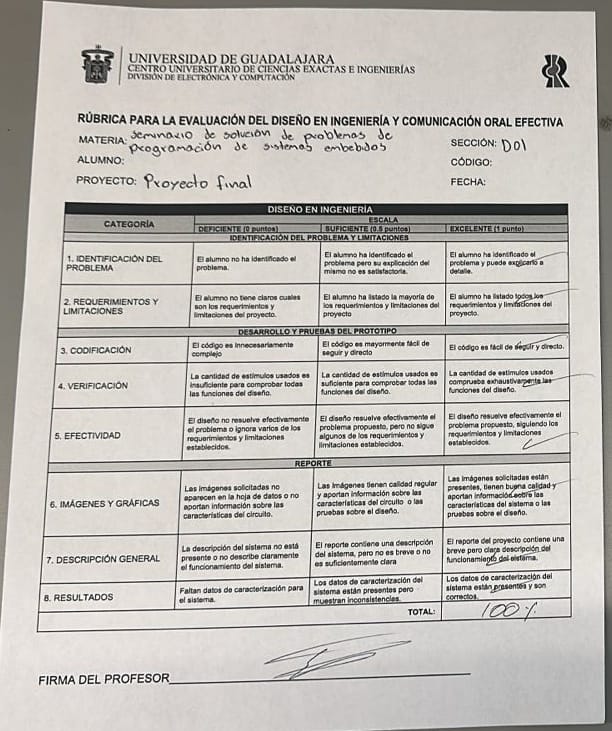 UNIVERSIDAD DE GUADALAJARA
CENTRO UNIVERSITARIO DE CIENCIAS EXACTAS E INGENIERÍAS
DIVISIÓN DE ELECTRÓNICA Y COMPUTACIÓN
RÚBRICA PARA LA EVALUACIÓN DEL DISEÑO EN INGENIERÍA Y COMUNICACIÓN ORAL EFECTIVA
MATERIA: seminario de solución de problemas de
programación de sistemas embebidos
SECCIÓN: D01
ALUMNO:
CÓDIGO:
PROYECTO: Proyecto final
FECHA:
DISEÑO EN INGENIERÍA
CATEGORÍA
ESCALA
DEFICIENTE (0 puntos)
SUFICIENTE (0.5 puntos)
EXCELENTE (1 punto)
IDENTIFICACIÓN DEL PROBLEMA Y LIMITACIONES
1. IDENTIFICACIÓN DEL
PROBLEMA
El alumno no ha identificado el
problema.
El alumno ha identificado el
problema pero su explicación del
mismo no es satisfactoria.
El alumno ha identificado el
problema y puede explicarlo a
detalle.
2. REQUERIMIENTOS Y
LIMITACIONES
El alumno no tiene claros cuales
son los requerimientos y
limitaciones del proyecto.
El alumno ha listado la mayoría de
los requerimientos y limitaciones del
proyecto
El alumno ha listado todos los
requerimientos y limitaciones del
proyecto.
DESARROLLO Y PRUEBAS DEL PROTOTIPO
3. CODIFICACIÓN
El código es innecesariamente
complejo
El código es mayormente fácil de
seguir y directo
El código es fácil de seguir y directo.
4. VERIFICACIÓN
La cantidad de estímulos usados es
insuficiente para comprobar todas
las funciones del diseño.
La cantidad de estímulos usados es
suficiente para comprobar todas las
funciones del diseño.
La cantidad de estímulos usados
comprueba exhaustivamente las
funciones del diseño.
5. EFECTIVIDAD
El diseño no resuelve efectivamente
el problema o ignora varios de los
requerimientos y limitaciones
establecidos.
El diseño resuelve efectivamente el
problema propuesto, pero no sigue
algunos de los requerimientos y
limitaciones establecidos.
El diseño resuelve efectivamente el
problema propuesto, siguiendo los
requerimientos y limitaciones
establecidos.
REPORTE
6. IMÁGENES Y GRÁFICAS
Las imágenes solicitadas no
aparecen en la hoja de datos o no
aportan información sobre las
características del circuito.
Las imágenes tienen calidad regular
y aportan información sobre las
características del circuito o las
pruebas sobre el diseño.
Las imágenes solicitadas están
presentes, tienen buena calidad y
aportan información sobre las
características del sistema o las
pruebas sobre el diseño.
7. DESCRIPCIÓN GENERAL
La descripción del sistema no está
presente o no describe claramente
el funcionamiento del sistema.
El reporte contiene una descripción
del sistema, pero no es breve o no
es suficientemente clara
El reporte del proyecto contiene una
breve pero clara descripción del
funcionamiento del sistema.
8. RESULTADOS
Faltan datos de caracterización para
el sistema.
Los datos de caracterización del
sistema están presentes pero
muestran inconsistencias.
Los datos de caracterización del
sistema están presentes y son
correctos.
TOTAL:
100%
FIRMA DEL PROFESOR